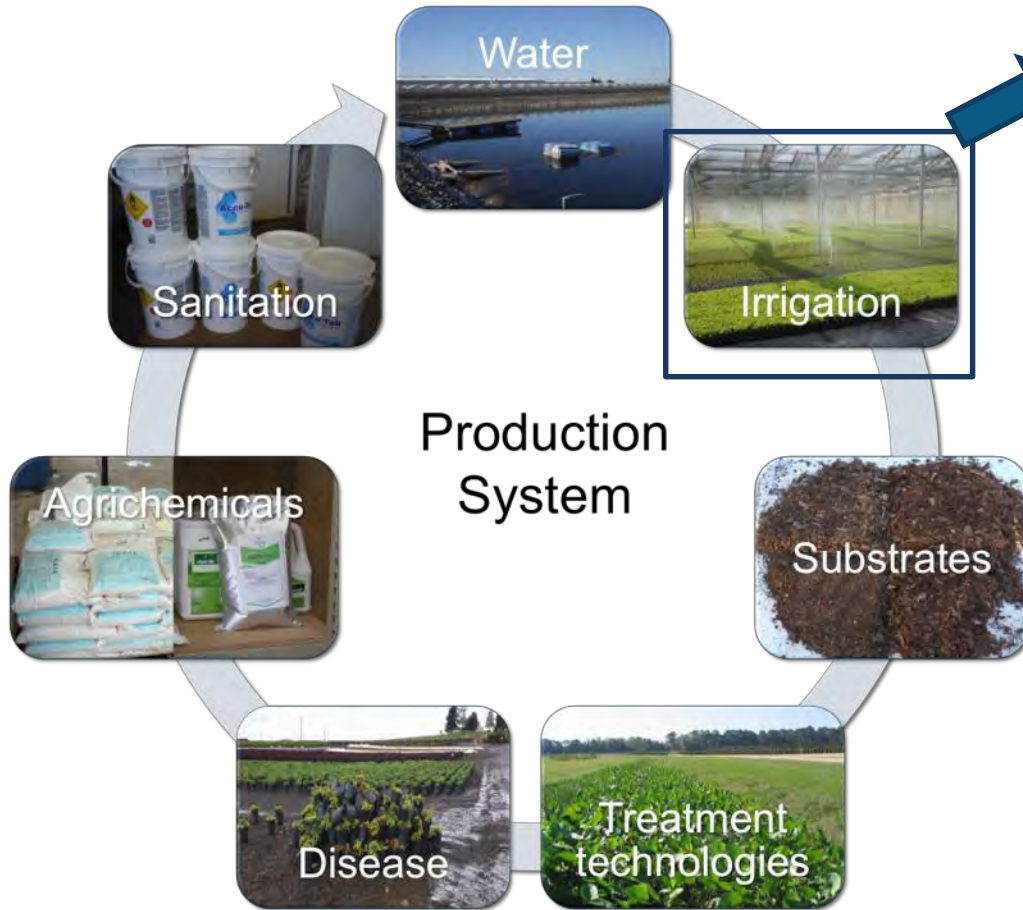 Water
Irrigation
Substrates
Treatment
technologies
Disease
Agrichemicals
Sanitation
Production
System